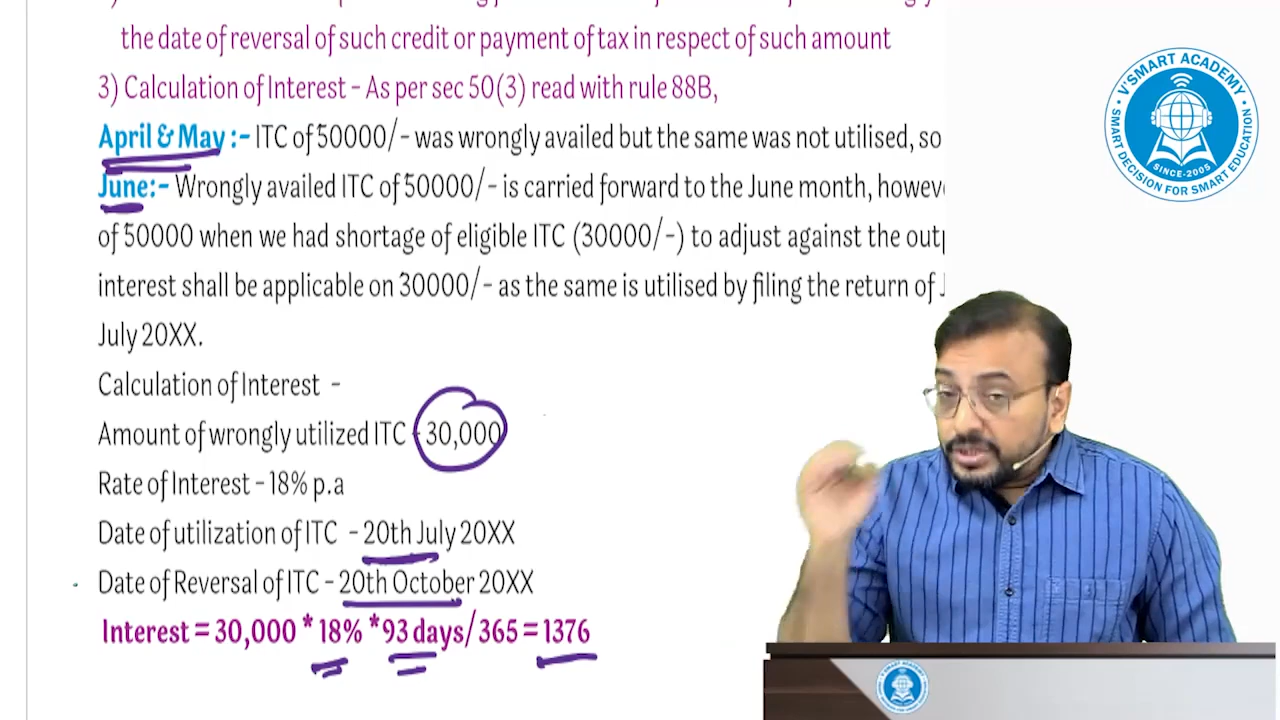 the date of reversal of such credit or payment of tax in respect of such amount
3) Calculation of Interest - As per sec 50(3) read with rule 88B,
April & May :- ITC of 50000/- was wrongly availed but the same was not utilised, so
June:- Wrongly availed ITC of 50000/- is carried forward to the June month,
of 50000 when we had shortage of eligible ITC (30000/-) to adjust against the
interest shall be applicable on 30000/- as the same is utilised by filing the return of
July 20XX.
Calculation of Interest -
Amount of wrongly utilized ITC - 30,000
Rate of Interest - 18% p.a
Date of utilization of ITC - 20th July 20XX
Date of Reversal of ITC - 20th October 20XX
Interest = 30,000 * 18% *93 days/ 365 = 1376
V'SMART ACADEMY
SINCE-2005
SMART DECISION FOR SMART EDUCATION